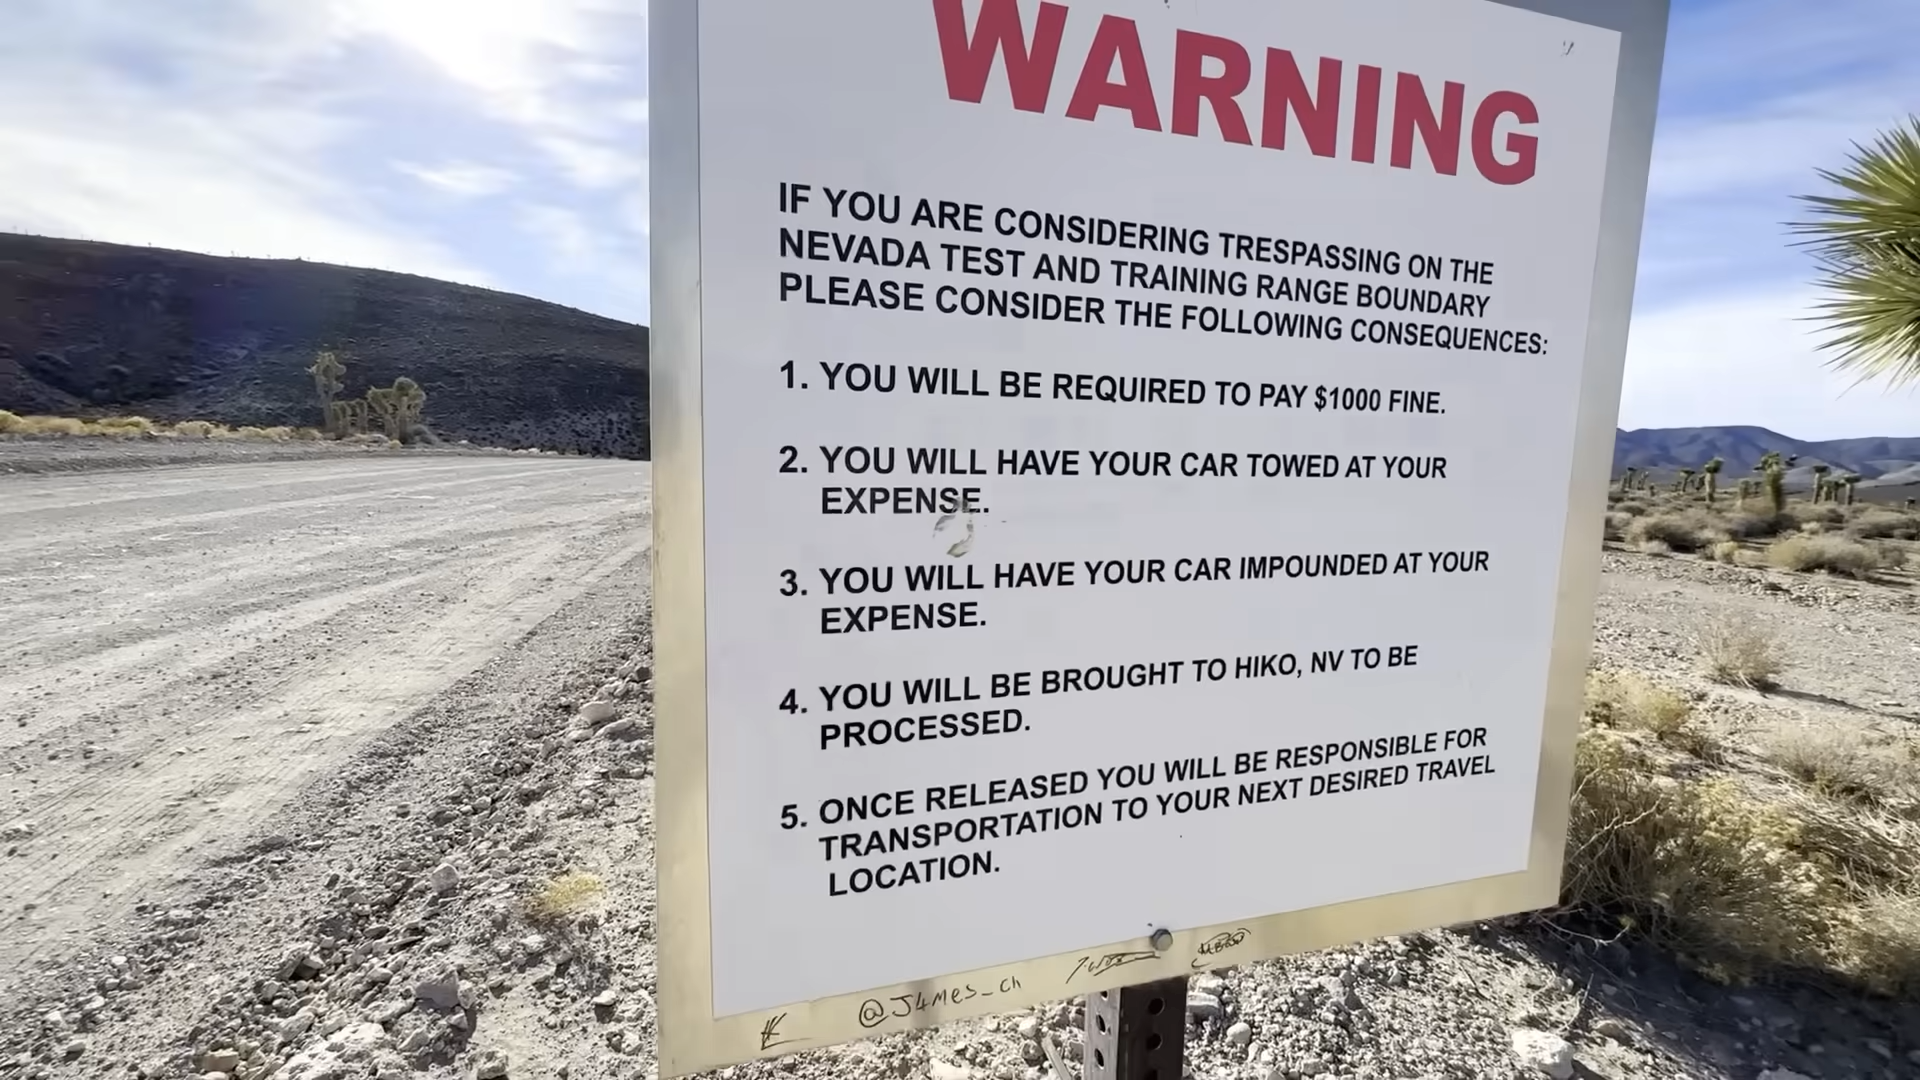 WARNING
IF YOU ARE CONSIDERING TRESPASSING ON THE
NEVADA TEST AND TRAINING RANGE BOUNDARY
PLEASE CONSIDER THE FOLLOWING CONSEQUENCES:
1. YOU WILL BE REQUIRED TO PAY $1000 FINE.
2. YOU WILL HAVE YOUR CAR TOWED AT YOUR
EXPENSE.
3. YOU WILL HAVE YOUR CAR IMPOUNDED AT YOUR
EXPENSE.
4. YOU WILL BE BROUGHT TO HIKO, NV TO BE
PROCESSED.
5. ONCE RELEASED YOU WILL BE RESPONSIBLE FOR
TRANSPORTATION TO YOUR NEXT DESIRED TRAVEL
LOCATION.
@J4mes_ch